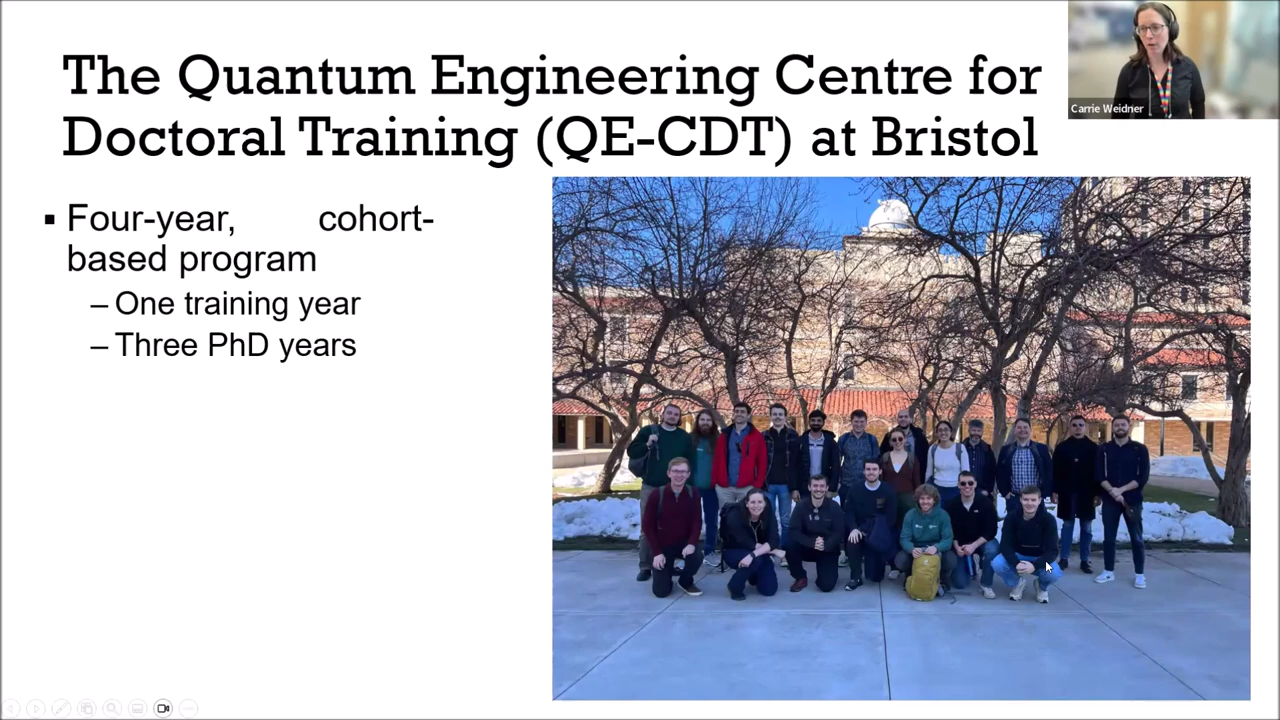 The Quantum Engineering Centre for
Doctoral Training (QE-CDT) at Bristol
Carrie Weidner
▪ Four-year, cohort-
based program
– One training year
– Three PhD years